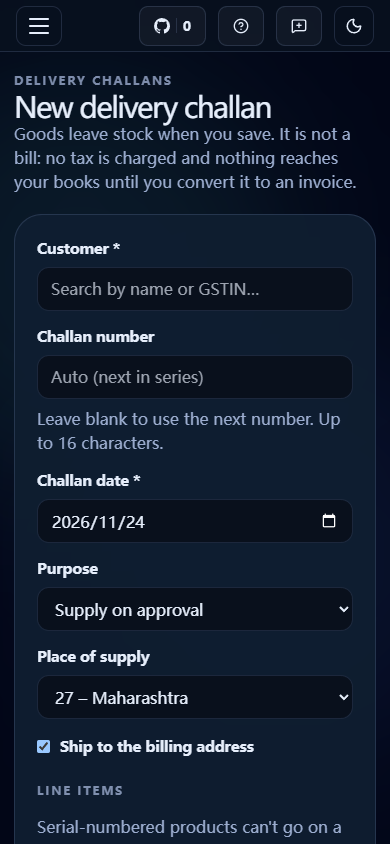 0
DELIVERY CHALLANS
New delivery challan
Goods leave stock when you save. It is not a
bill: no tax is charged and nothing reaches
your books until you convert it to an invoice.
Customer *
Search by name or GSTIN...
Challan number
Auto (next in series)
Leave blank to use the next number. Up
to 16 characters.
Challan date *
2026/11/24
Purpose
Supply on approval
Place of supply
27 – Maharashtra
Ship to the billing address
LINE ITEMS
Serial-numbered products can't go on a